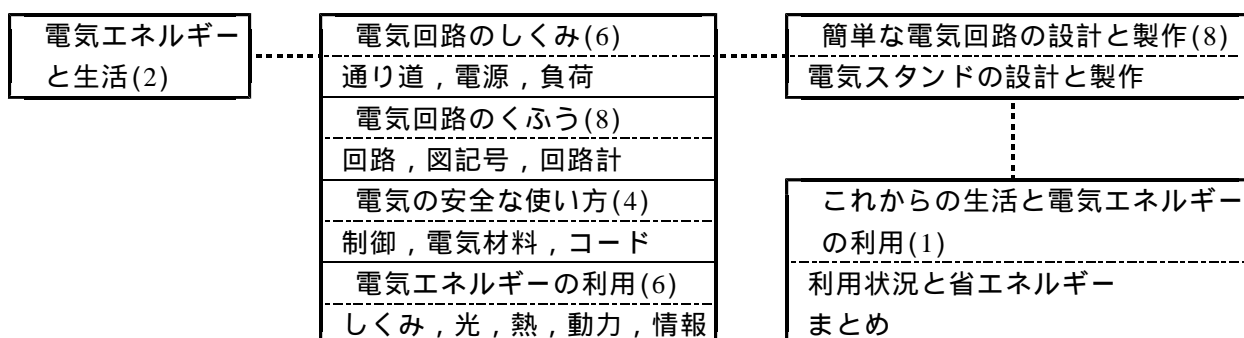 電気エネルギー
と生活(2)
電気回路のしくみ(6)
通り道，電源，負荷
電気回路のくふう(8)
回路，図記号，回路計
電気の安全な使い方(4)
制御，電気材料，コード
電気エネルギーの利用(6)
しくみ，光，熱，動力，情報
簡単な電気回路の設計と製作(8)
電気スタンドの設計と製作
これからの生活と電気エネルギー
の利用(1)
利用状況と省エネルギー
まとめ